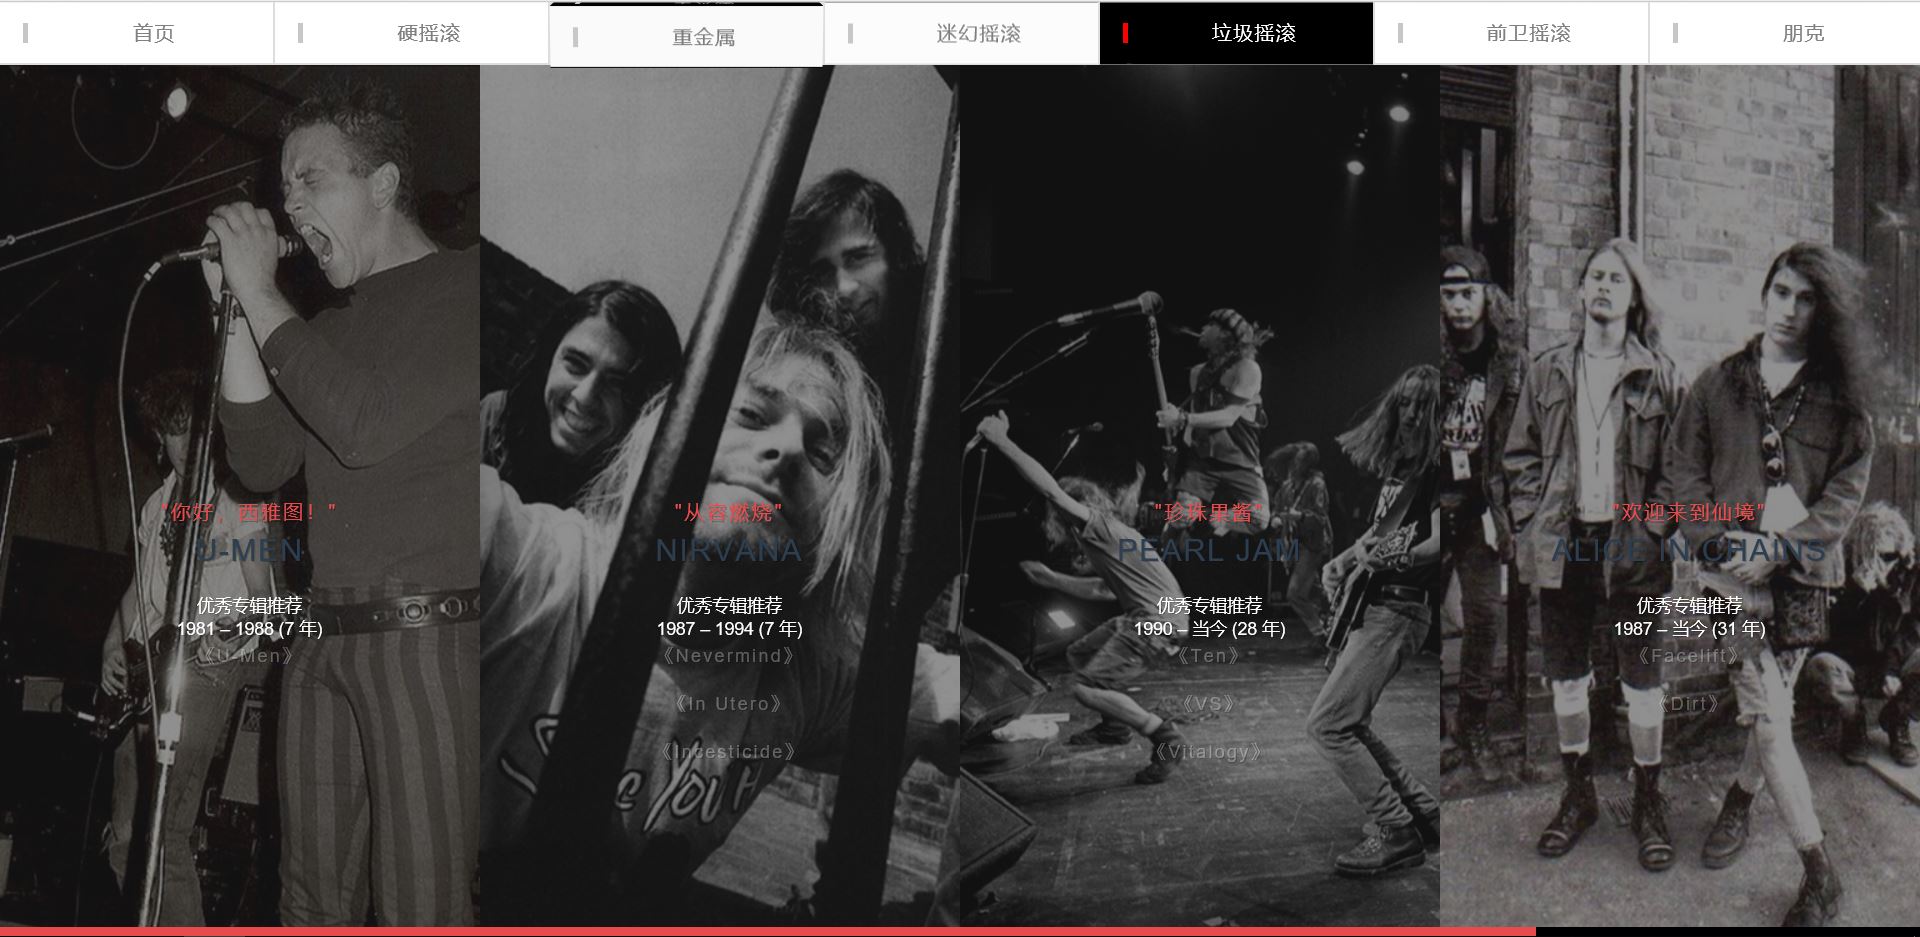 首页
硬摇滚
重金属
迷幻摇滚
垃圾摇滚
前卫摇滚
朋克
"你好，西雅图！"
U-MEN
优秀专辑推荐
1981 – 1988 (7 年)
《U-Men》
"从容燃烧"
NIRVANA
优秀专辑推荐
1987 – 1994 (7 年)
《Nevermind》
《In Utero》
《Incesticide》
"珍珠果酱"
PEARL JAM
优秀专辑推荐
1990 – 当今 (28 年)
《Ten》
《VS》
《Vitalogy》
"欢迎来到仙境"
ALICE IN CHAINS
优秀专辑推荐
1987 – 当今 (31 年)
《Facelift》
《Dirt》